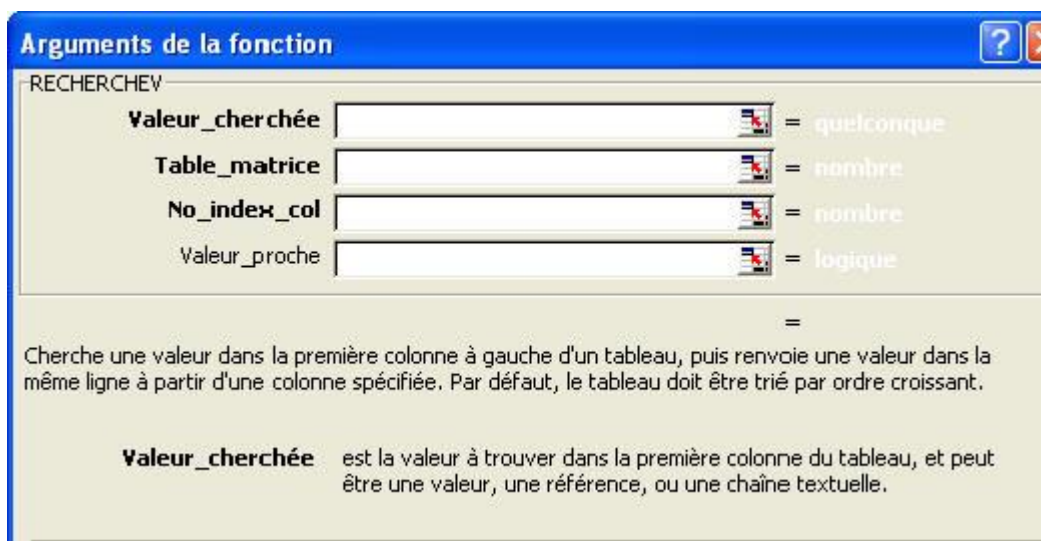 Arguments de la fonction
RECHERCHEV
Valeur_cherchée = quelconque
Table_matrice = nombre
No_index_col = nombre
Valeur_proche = logique
=
Cherche une valeur dans la première colonne à gauche d'un tableau, puis renvoie une valeur dans la
même ligne à partir d'une colonne spécifiée. Par défaut, le tableau doit être trié par ordre croissant.
Valeur_cherchée est la valeur à trouver dans la première colonne du tableau, et peut
être une valeur, une référence, ou une chaîne textuelle.